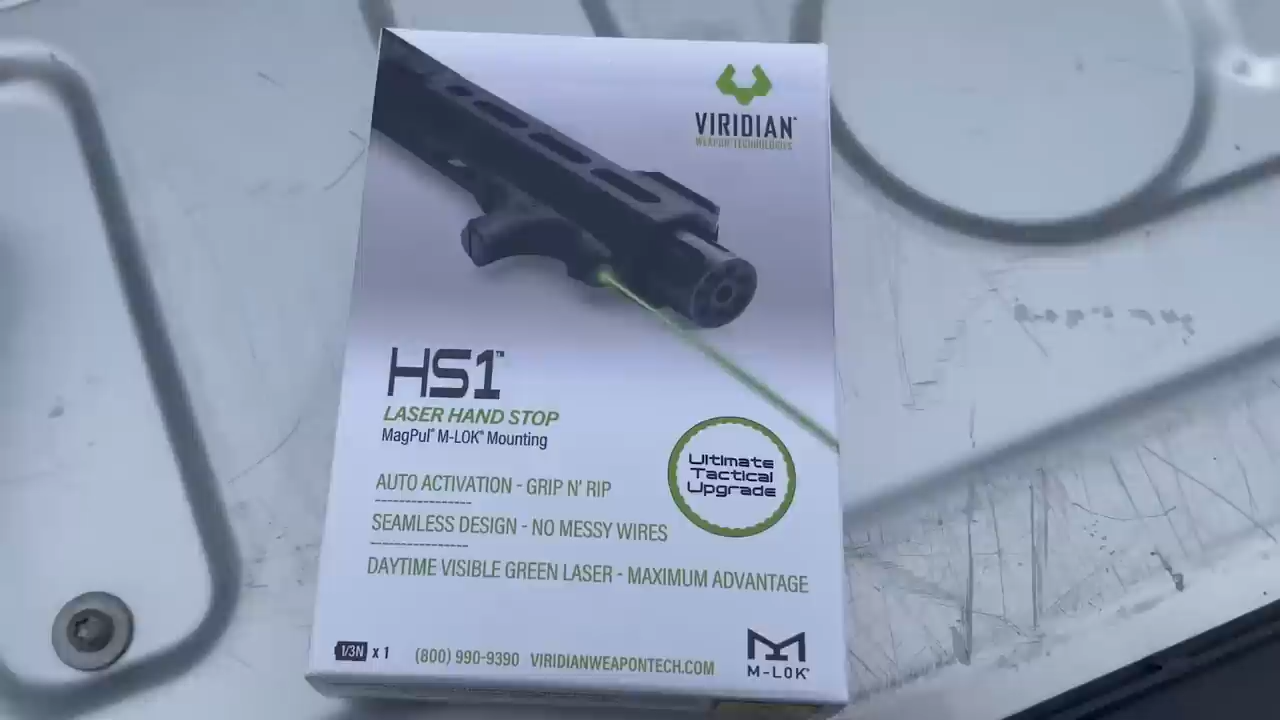 VIRIDIAN
WEAPON TECHNOLOGIES
HS1™
LASER HAND STOP
MagPul® M-LOK® Mounting
Ultimate
Tactical
Upgrade
AUTO ACTIVATION - GRIP N' RIP
SEAMLESS DESIGN - NO MESSY WIRES
DAYTIME VISIBLE GREEN LASER - MAXIMUM ADVANTAGE
1/3N x 1
(800) 990-9390 VIRIDIANWEAPONTECH.COM
M-LOK®